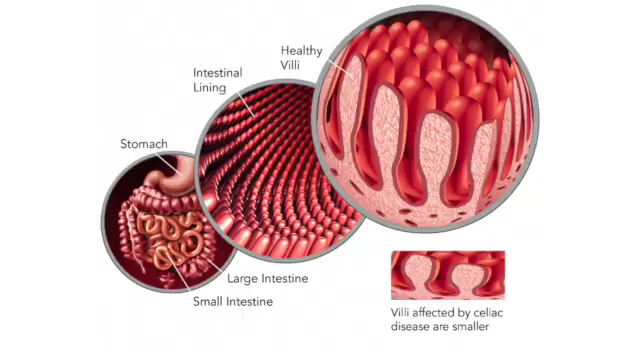 Healthy
Villi
Intestinal
Lining
Stomach
Large Intestine
Small Intestine
Villi affected by celiac
disease are smaller